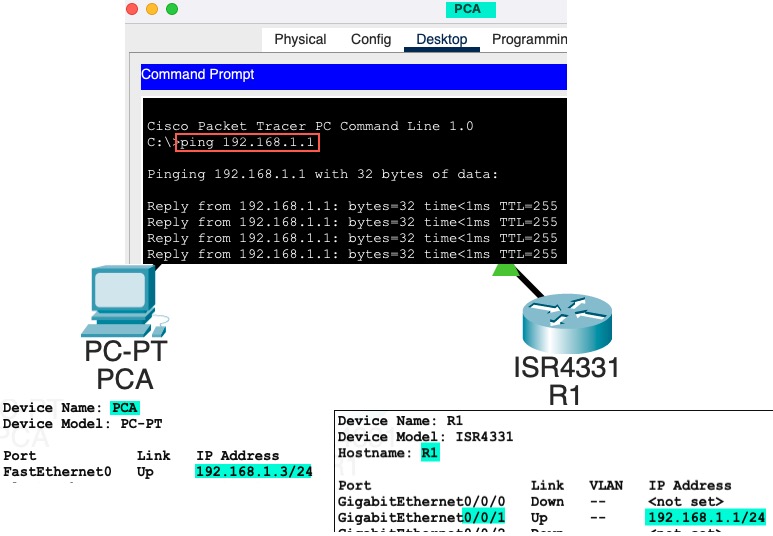 PCA
Physical Config Desktop Programmin
Command Prompt
Cisco Packet Tracer PC Command Line 1.0
C:\>ping 192.168.1.1
Pinging 192.168.1.1 with 32 bytes of data:
Reply from 192.168.1.1: bytes=32 time<1ms TTL=255
Reply from 192.168.1.1: bytes=32 time<1ms TTL=255
Reply from 192.168.1.1: bytes=32 time<1ms TTL=255
Reply from 192.168.1.1: bytes=32 time<1ms TTL=255
PC-PT
PCA
Device Name: PCA
Device Model: PC-PT
Port Link IP Address
FastEthernet0 Up 192.168.1.3/24
ISR4331
R1
Device Name: R1
Device Model: ISR4331
Hostname: R1
Port Link VLAN IP Address
GigabitEthernet0/0/0 Down -- <not set>
GigabitEthernet0/0/1 Up -- 192.168.1.1/24